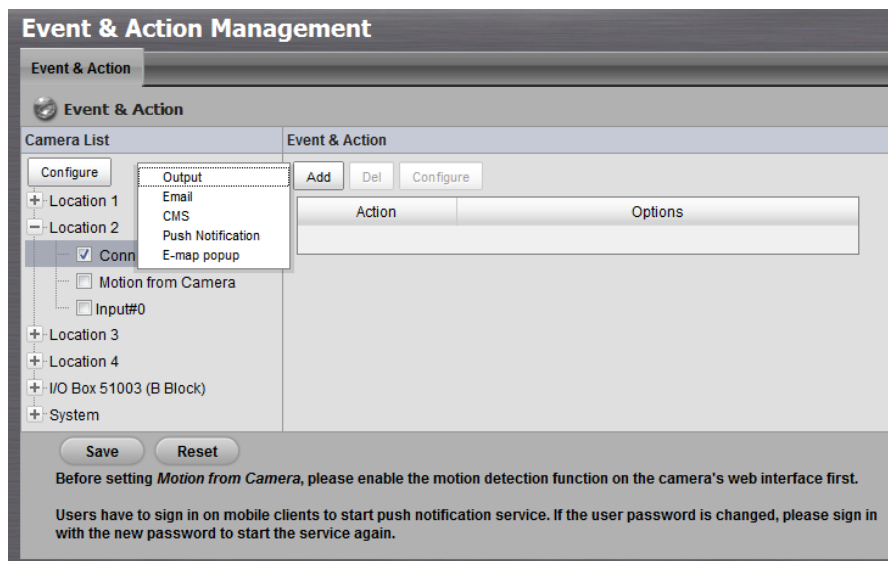 Event & Action Management
Event & Action
Event & Action
Camera List
Event & Action
Configure
Output
Email
CMS
Push Notification
E-map popup
Add
Del
Configure
Action
Options
Location 1
Location 2
Conn
Motion from Camera
Input#0
Location 3
Location 4
I/O Box 51003 (B Block)
System
Save
Reset
Before setting Motion from Camera, please enable the motion detection function on the camera's web interface first.
Users have to sign in on mobile clients to start push notification service. If the user password is changed, please sign in
with the new password to start the service again.